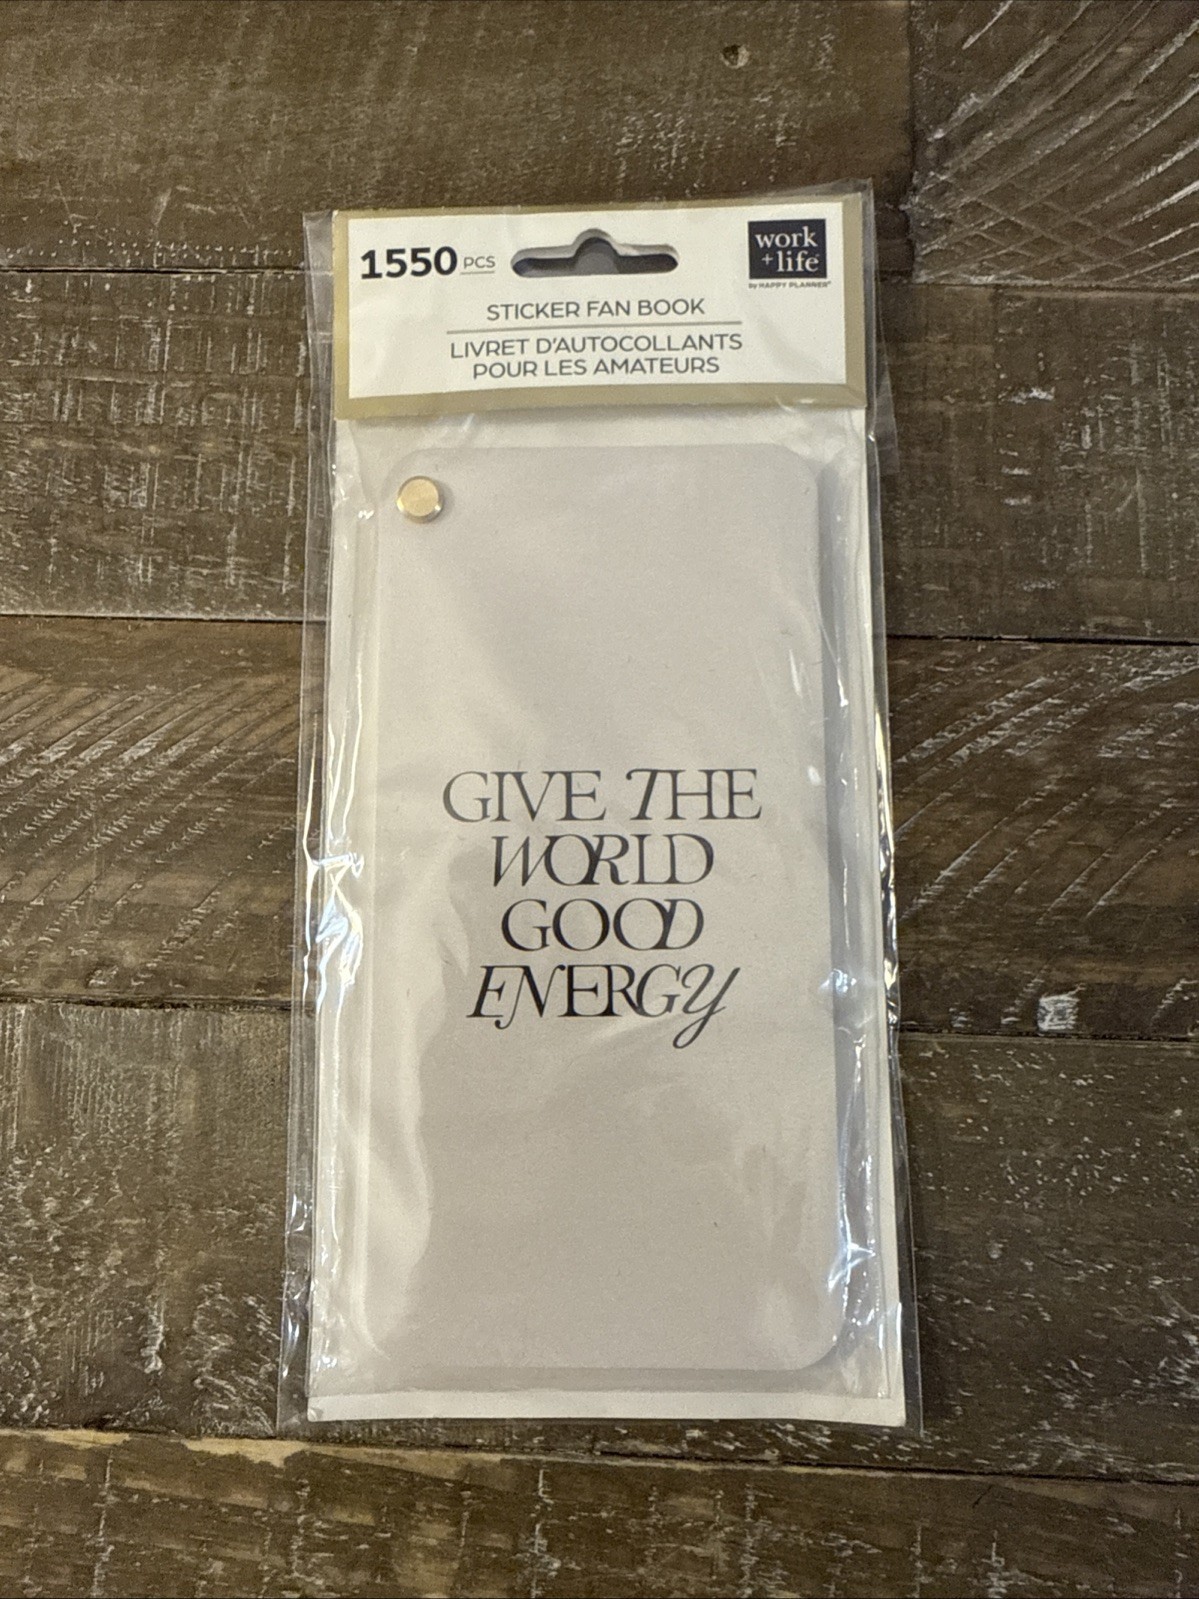 1550 PCS
work
+ life
by HAPPY PLANNER®
STICKER FAN BOOK
LIVRET D'AUTOCOLLANTS
POUR LES AMATEURS
GIVE THE
WORLD
GOOD
ENERGY